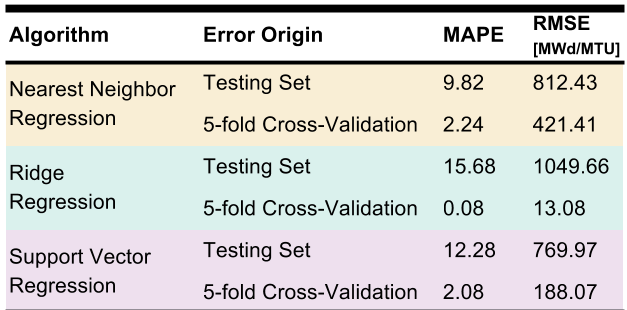 Algorithm Error Origin MAPE RMSE [MWd/MTU]
Nearest Neighbor Regression
Testing Set 9.82 812.43
5-fold Cross-Validation 2.24 421.41
Ridge Regression
Testing Set 15.68 1049.66
5-fold Cross-Validation 0.08 13.08
Support Vector Regression
Testing Set 12.28 769.97
5-fold Cross-Validation 2.08 188.07